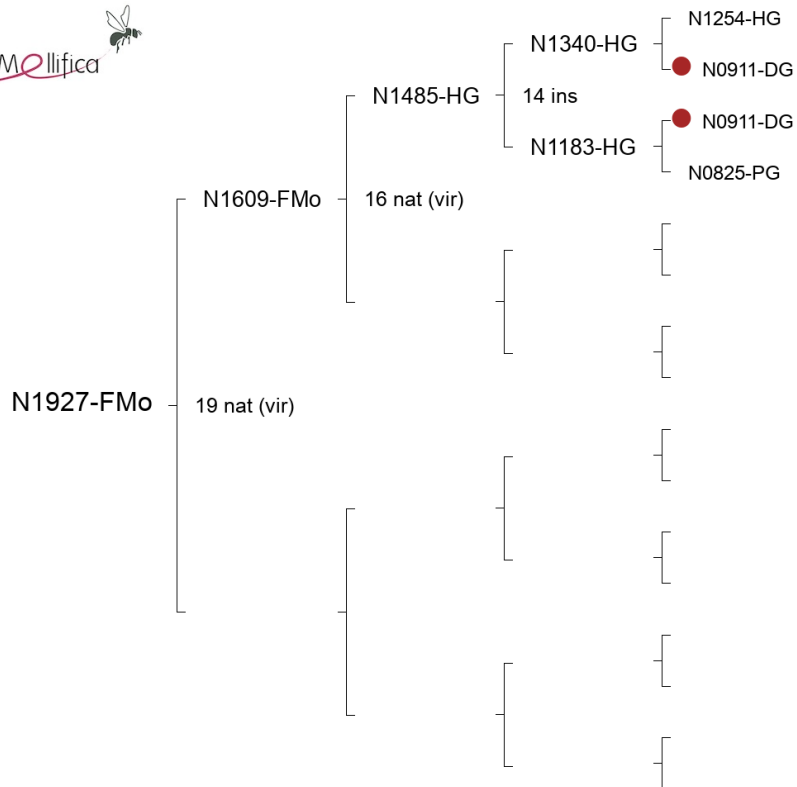 Mellifica
N1254-HG
N1340-HG
N0911-DG
N1485-HG
14 ins
N0911-DG
N1183-HG
N0825-PG
N1609-FMo
16 nat (vir)
N1927-FMo
19 nat (vir)